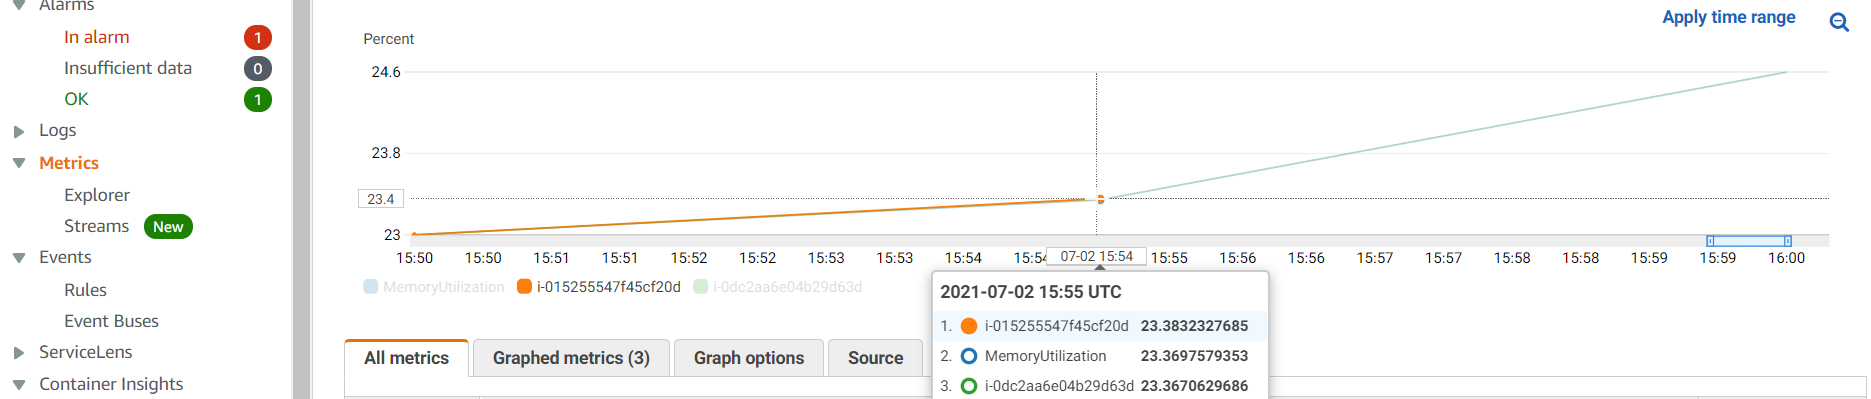 Alarms
In alarm 1
Insufficient data 0
OK 1
Logs
Metrics
Explorer
Streams New
Events
Rules
Event Buses
ServiceLens
Container Insights
Apply time range
Percent
24.6
23.8
23.4
23
15:50 15:50 15:51 15:51 15:52 15:52 15:53 15:53 15:54 15:54 07-02 15:54 15:55 15:56 15:56 15:57 15:57 15:58 15:58 15:59 15:59 16:00
MemoryUtilization i-015255547f45cf20d i-0dc2aa6e04b29d63d
2021-07-02 15:55 UTC
1. i-015255547f45cf20d 23.3832327685
2. MemoryUtilization 23.3697579353
3. i-0dc2aa6e04b29d63d 23.3670629686
All metrics Graphed metrics (3) Graph options Source